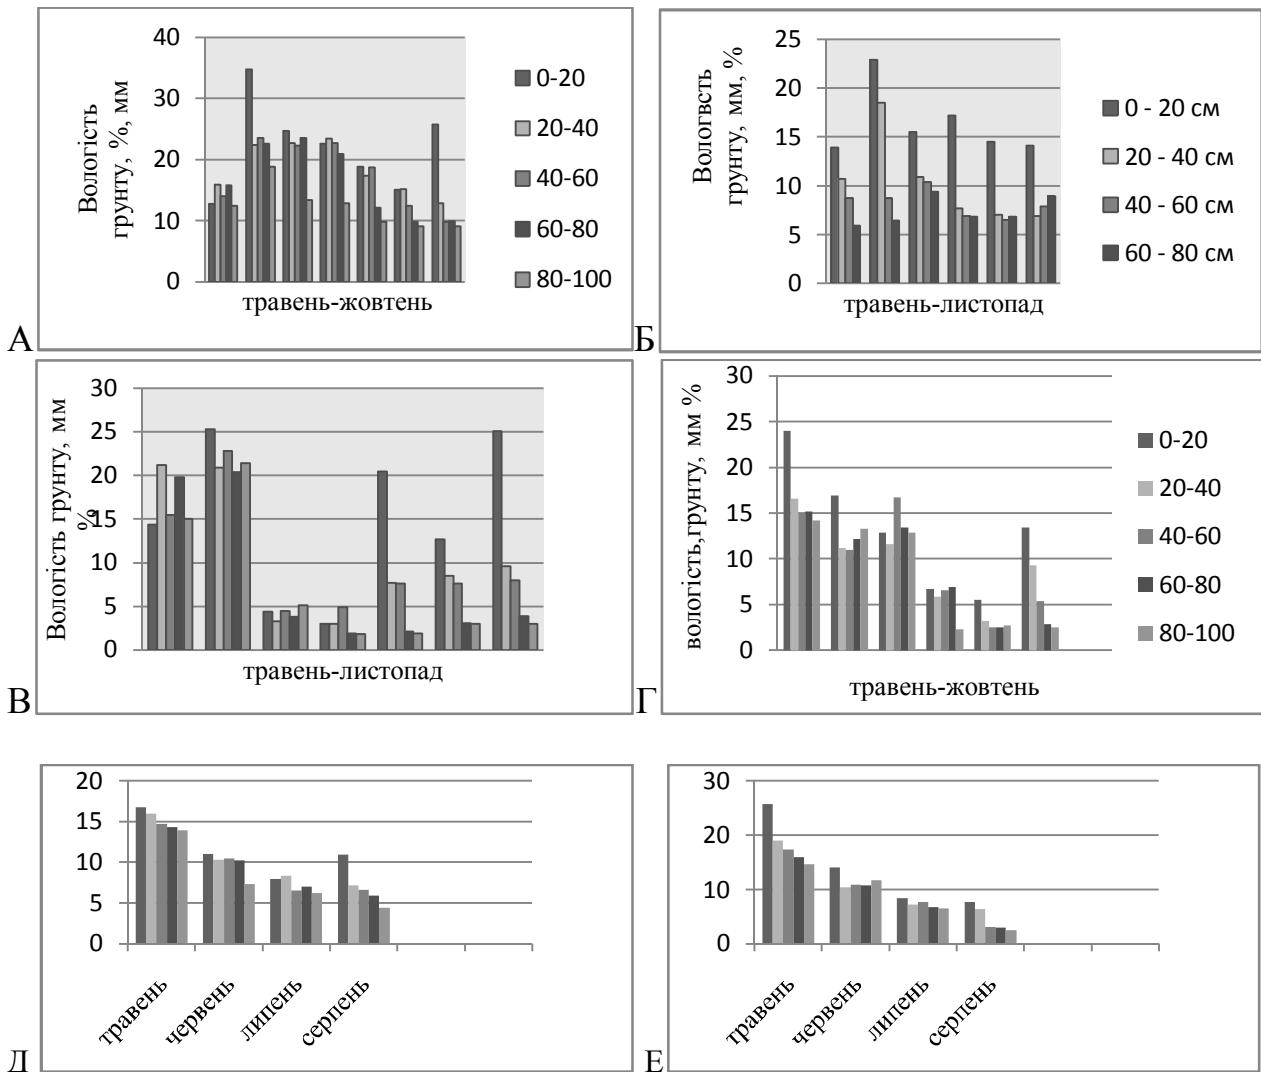 40
30
20
10
0
Вологість
грунту, %, мм
травень-жовтень
0-20
20-40
40-60
60-80
80-100
А
25
20
15
10
5
0
Вологвсть
грунту, мм, %
травень-листопад
0 - 20 см
20 - 40 см
40 - 60 см
60 - 80 см
Б
30
25
20
15
10
5
0
Вологість грунту, мм
%
травень-листопад
В
30
25
20
15
10
5
0
вологість,грунту, мм %
травень-жовтень
0-20
20-40
40-60
60-80
80-100
Г
20
15
10
5
0
травень
червень
липень
серпень
Д
30
20
10
0
травень
червень
липень
серпень
Е